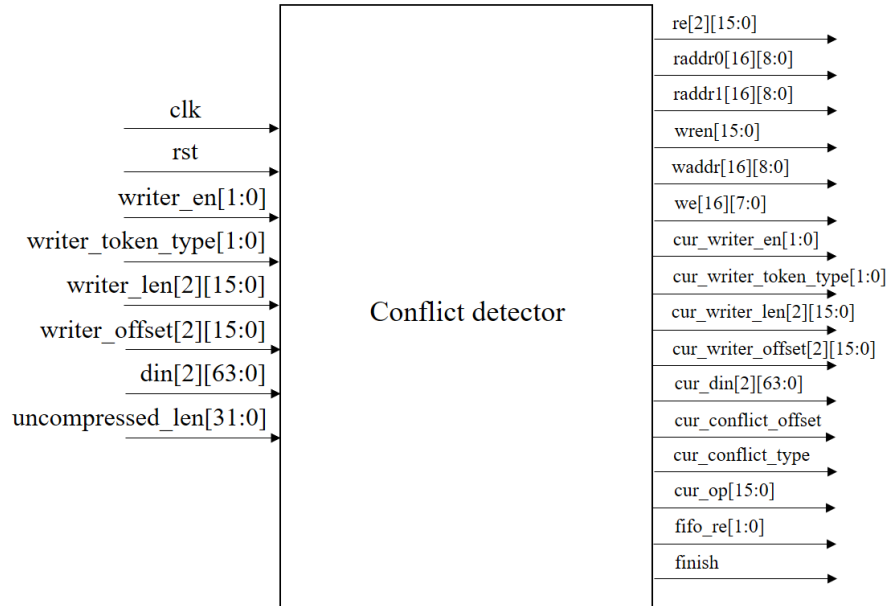 clk
rst
writer_en[1:0]
writer_token_type[1:0]
writer_len[2][15:0]
writer_offset[2][15:0]
din[2][63:0]
uncompressed_len[31:0]
Conflict detector
re[2][15:0]
raddr0[16][8:0]
raddr1[16][8:0]
wren[15:0]
waddr[16][8:0]
we[16][7:0]
cur_writer_en[1:0]
cur_writer_token_type[1:0]
cur_writer_len[2][15:0]
cur_writer_offset[2][15:0]
cur_din[2][63:0]
cur_conflict_offset
cur_conflict_type
cur_op[15:0]
fifo_re[1:0]
finish